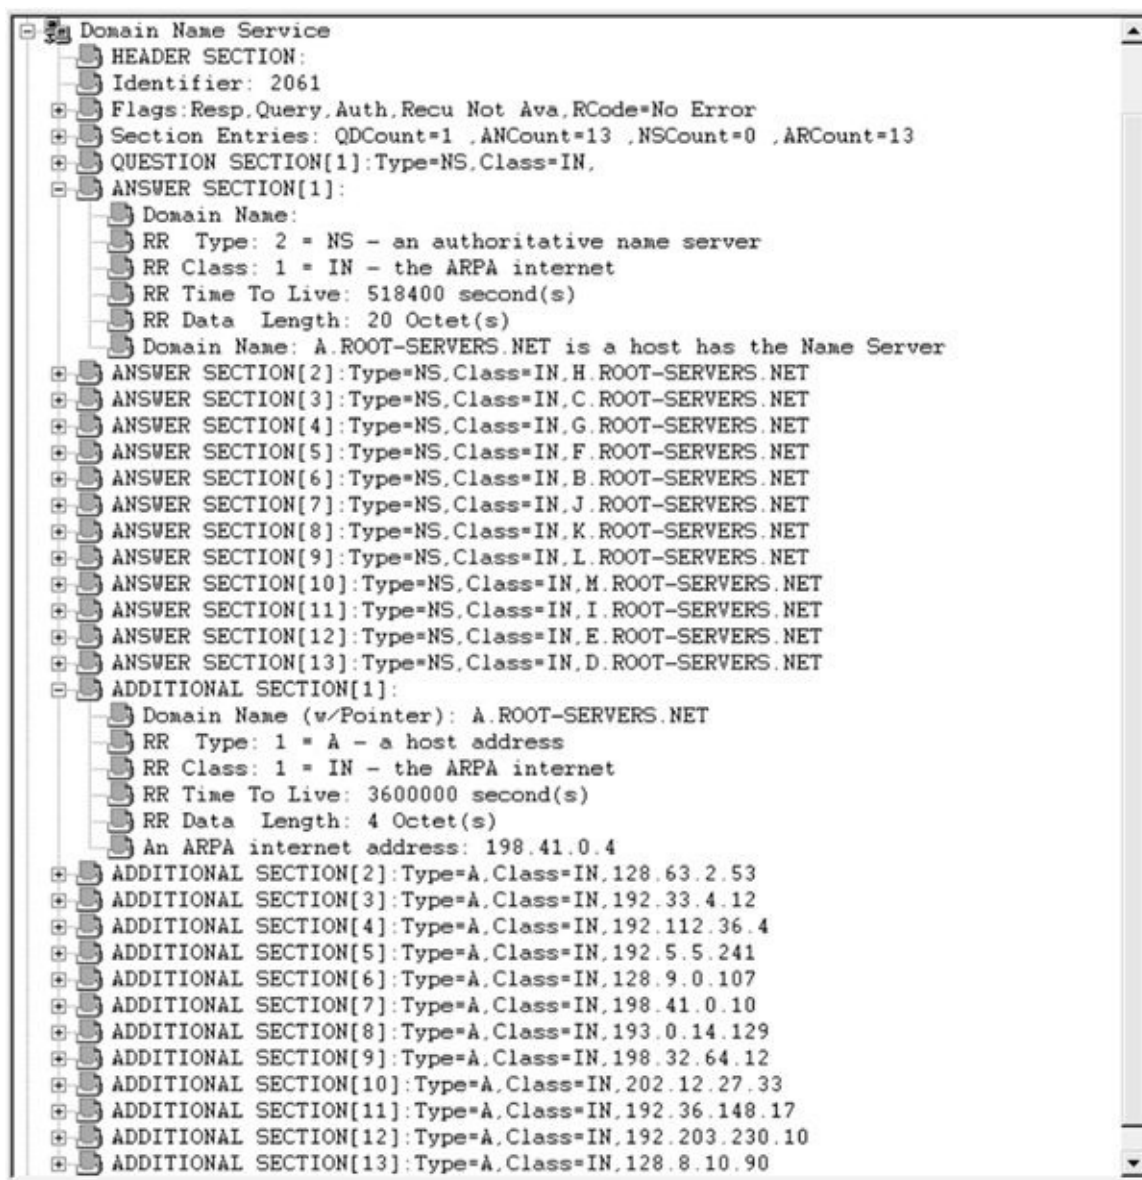 Domain Name Service
HEADER SECTION:
Identifier: 2061
Flags:Resp,Query,Auth,Recu Not Ava,RCode=No Error
Section Entries: QDCount=1 ,ANCount=13 ,NSCount=0 ,ARCount=13
QUESTION SECTION[1]:Type=NS,Class=IN,
ANSWER SECTION[1]:
Domain Name:
RR  Type: 2 = NS - an authoritative name server
RR Class: 1 = IN - the ARPA internet
RR Time To Live: 518400 second(s)
RR Data  Length: 20 Octet(s)
Domain Name: A.ROOT-SERVERS.NET is a host has the Name Server
ANSWER SECTION[2]:Type=NS,Class=IN,H.ROOT-SERVERS.NET
ANSWER SECTION[3]:Type=NS,Class=IN,C.ROOT-SERVERS.NET
ANSWER SECTION[4]:Type=NS,Class=IN,G.ROOT-SERVERS.NET
ANSWER SECTION[5]:Type=NS,Class=IN,F.ROOT-SERVERS.NET
ANSWER SECTION[6]:Type=NS,Class=IN,B.ROOT-SERVERS.NET
ANSWER SECTION[7]:Type=NS,Class=IN,J.ROOT-SERVERS.NET
ANSWER SECTION[8]:Type=NS,Class=IN,K.ROOT-SERVERS.NET
ANSWER SECTION[9]:Type=NS,Class=IN,L.ROOT-SERVERS.NET
ANSWER SECTION[10]:Type=NS,Class=IN,M.ROOT-SERVERS.NET
ANSWER SECTION[11]:Type=NS,Class=IN,I.ROOT-SERVERS.NET
ANSWER SECTION[12]:Type=NS,Class=IN,E.ROOT-SERVERS.NET
ANSWER SECTION[13]:Type=NS,Class=IN,D.ROOT-SERVERS.NET
ADDITIONAL SECTION[1]:
Domain Name (w/Pointer): A.ROOT-SERVERS.NET
RR  Type: 1 = A - a host address
RR Class: 1 = IN - the ARPA internet
RR Time To Live: 3600000 second(s)
RR Data  Length: 4 Octet(s)
An ARPA internet address: 198.41.0.4
ADDITIONAL SECTION[2]:Type=A,Class=IN,128.63.2.53
ADDITIONAL SECTION[3]:Type=A,Class=IN,192.33.4.12
ADDITIONAL SECTION[4]:Type=A,Class=IN,192.112.36.4
ADDITIONAL SECTION[5]:Type=A,Class=IN,192.5.5.241
ADDITIONAL SECTION[6]:Type=A,Class=IN,128.9.0.107
ADDITIONAL SECTION[7]:Type=A,Class=IN,198.41.0.10
ADDITIONAL SECTION[8]:Type=A,Class=IN,193.0.14.129
ADDITIONAL SECTION[9]:Type=A,Class=IN,198.32.64.12
ADDITIONAL SECTION[10]:Type=A,Class=IN,202.12.27.33
ADDITIONAL SECTION[11]:Type=A,Class=IN,192.36.148.17
ADDITIONAL SECTION[12]:Type=A,Class=IN,192.203.230.10
ADDITIONAL SECTION[13]:Type=A,Class=IN,128.8.10.90